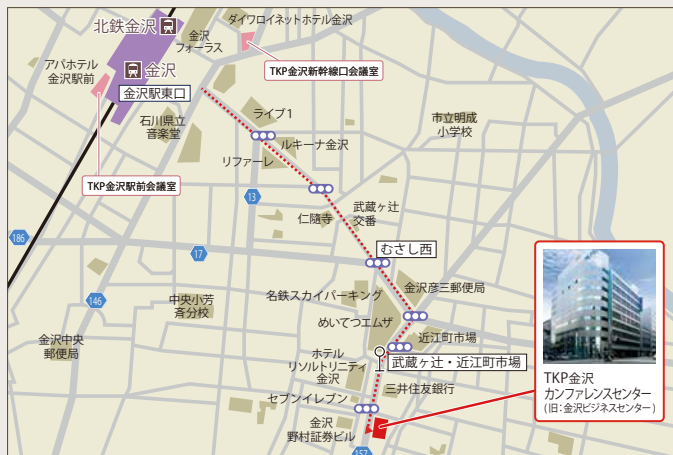 北鉄金沢
金沢
フォーラス
ダイワロイネットホテル金沢
アパホテル
金沢駅前
金沢
TKP金沢新幹線口会議室
金沢駅東口
石川県立
音楽堂
ライブ1
市立明成
小学校
ルキーナ金沢
リファーレ
TKP金沢駅前会議室
13
仁随寺
武蔵ヶ辻
交番
186
17
むさし西
146
中央小芳
斉分校
名鉄スカイパーキング
金沢彦三郵便局
めいてつエムザ
金沢中央
郵便局
近江町市場
ホテル
リソルトリニティ
金沢
武蔵ヶ辻・近江町市場
三井住友銀行
セブンイレブン
金沢
野村証券ビル
157
TKP金沢
カンファレンスセンター
(旧:金沢ビジネスセンター)